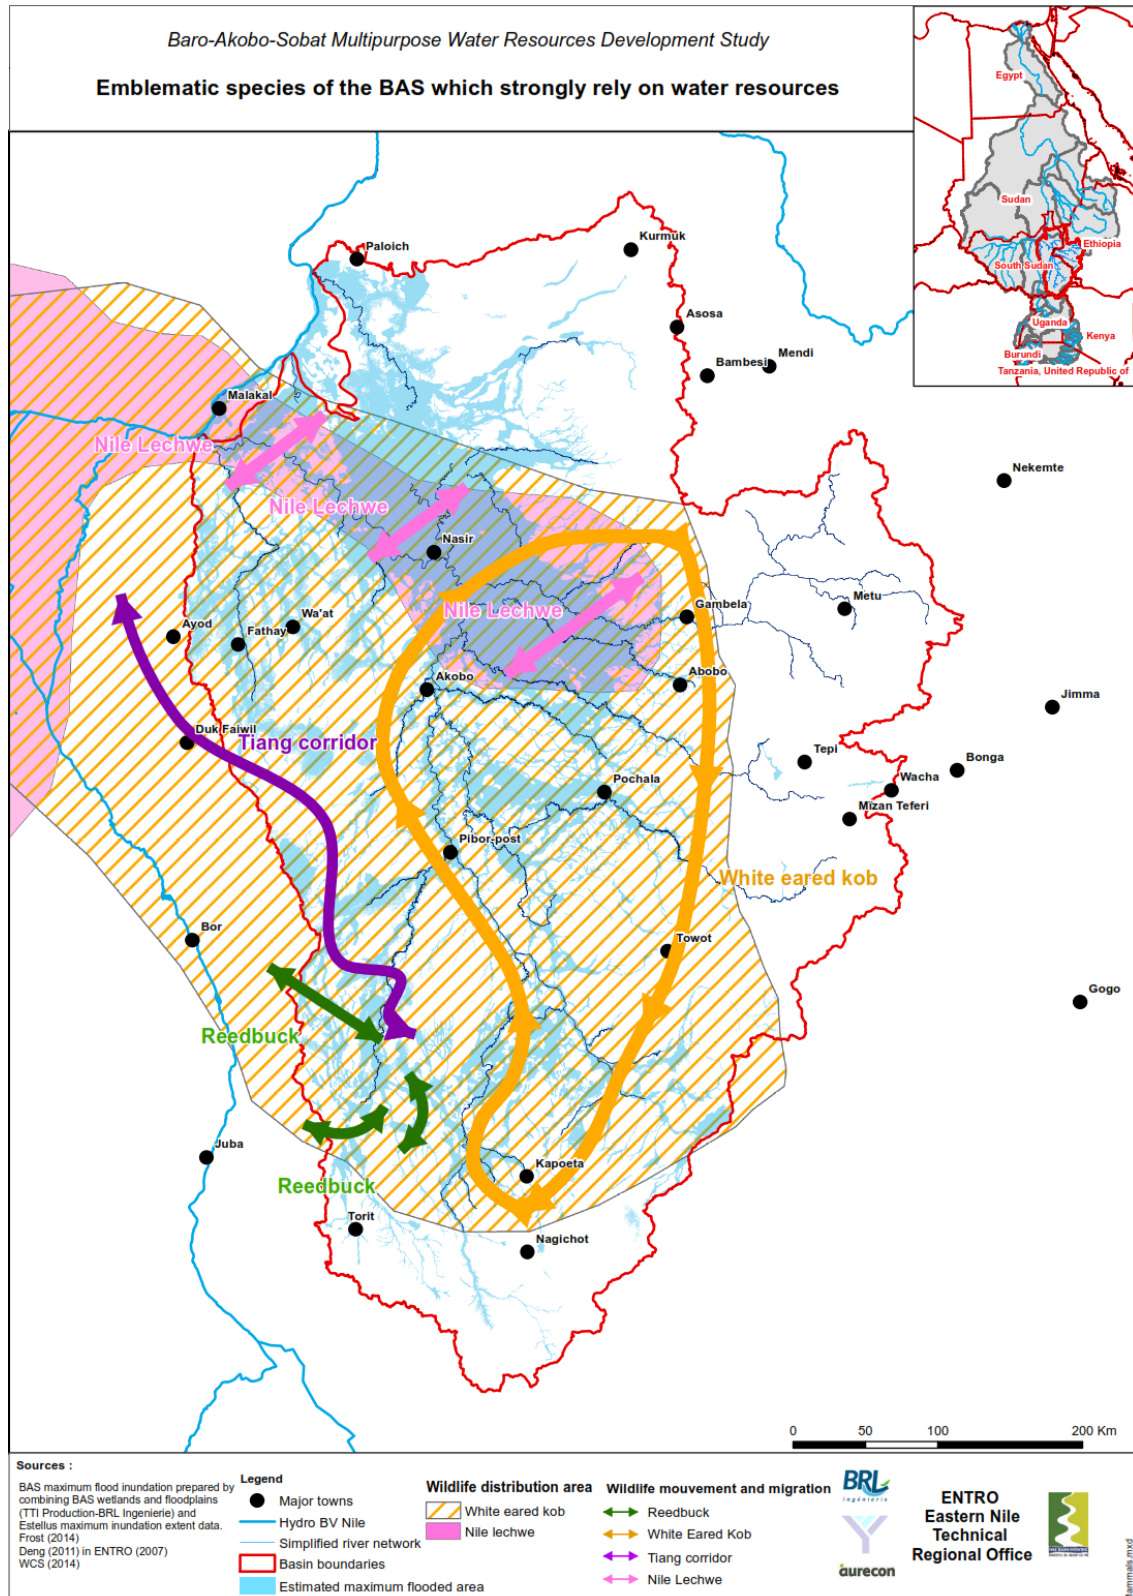 Baro-Akobo-Sobat Multipurpose Water Resources Development Study
Emblematic species of the BAS which strongly rely on water resources
Egypt
Sudan
Ethiopia
South Sudan
Uganda
Kenya
Burundi
Tanzania, United Republic of
Paloich
Kurmuk
Asosa
Mendi
Bambesi
Malakal
Nile Lechwe
Nekemte
Nile Lechwe
Nasir
Metu
Nile Lechwe
Gambela
Wa'at
Ayod
Fathay
Akobo
Abobo
Jimma
Duk Faiwil
Tiang corridor
Bonga
Tepi
Wacha
Pochala
Mizan Teferi
Pibor-post
White eared kob
Bor
Towot
Gogo
Reedbuck
Juba
Kapoeta
Reedbuck
Torit
Nagichot
0 50 100 200 Km
Sources :
BAS maximum flood inundation prepared by
combining BAS wetlands and floodplains
(TTI Production-BRL Ingenierie) and
Estellus maximum inundation extent data.
Frost (2014)
Deng (2011) in ENTRO (2007)
WCS (2014)
Legend
Major towns
Hydro BV Nile
Simplified river network
Basin boundaries
Estimated maximum flooded area
Wildlife distribution area
White eared kob
Nile lechwe
Wildlife mouvement and migration
Reedbuck
White Eared Kob
Tiang corridor
Nile Lechwe
BRL
Ingénierie
aurecon
ENTRO
Eastern Nile
Technical
Regional Office